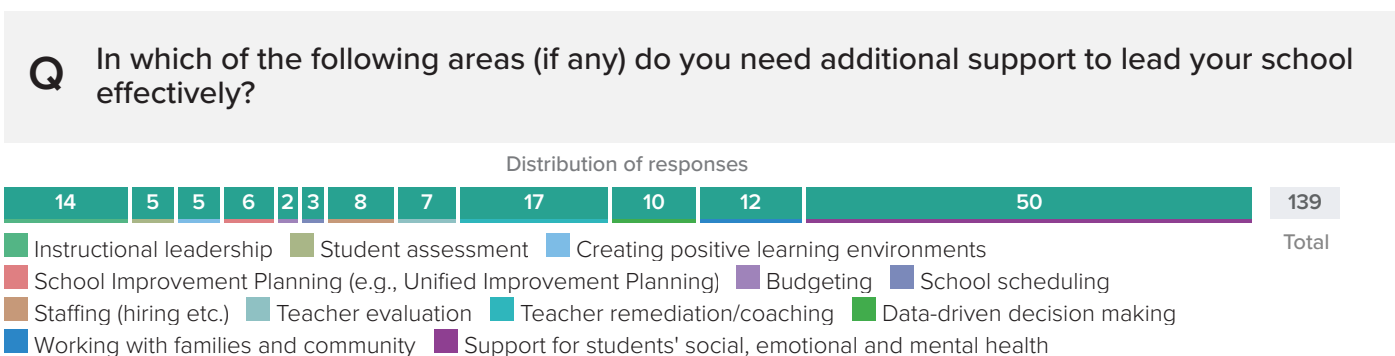 Q In which of the following areas (if any) do you need additional support to lead your school
effectively?
Distribution of responses
14 5 5 6 2 3 8 7 17 10 12 50 139
Total
Instructional leadership Student assessment Creating positive learning environments
School Improvement Planning (e.g., Unified Improvement Planning) Budgeting School scheduling
Staffing (hiring etc.) Teacher evaluation Teacher remediation/coaching Data-driven decision making
Working with families and community Support for students' social, emotional and mental health